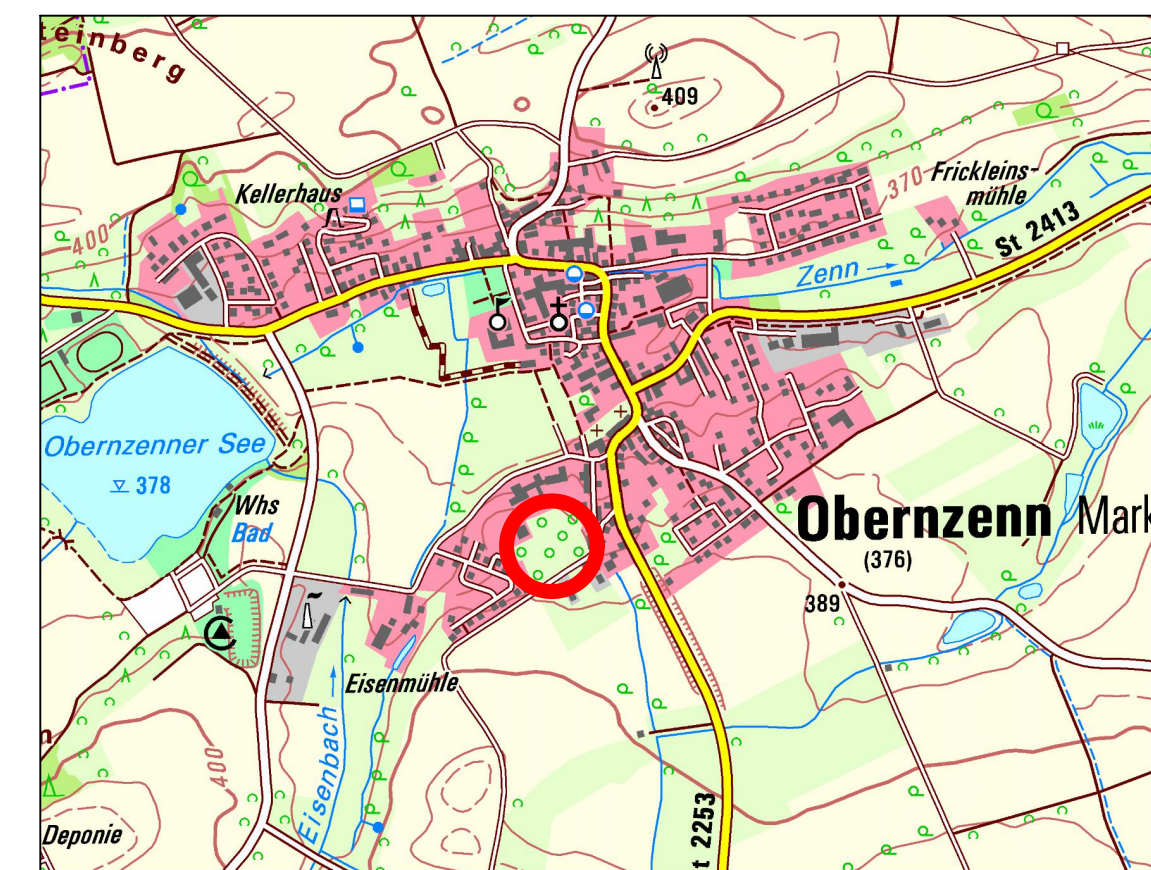 teinberg
409
Kellerhaus
370
Frickleins-
mühle
400
St 2413
Zenn
Obernzenner See
378
Whs
Bad
Obernzenn Mark
(376)
389
Eisenmühle
Eisenbach
400
t 2253
Deponie